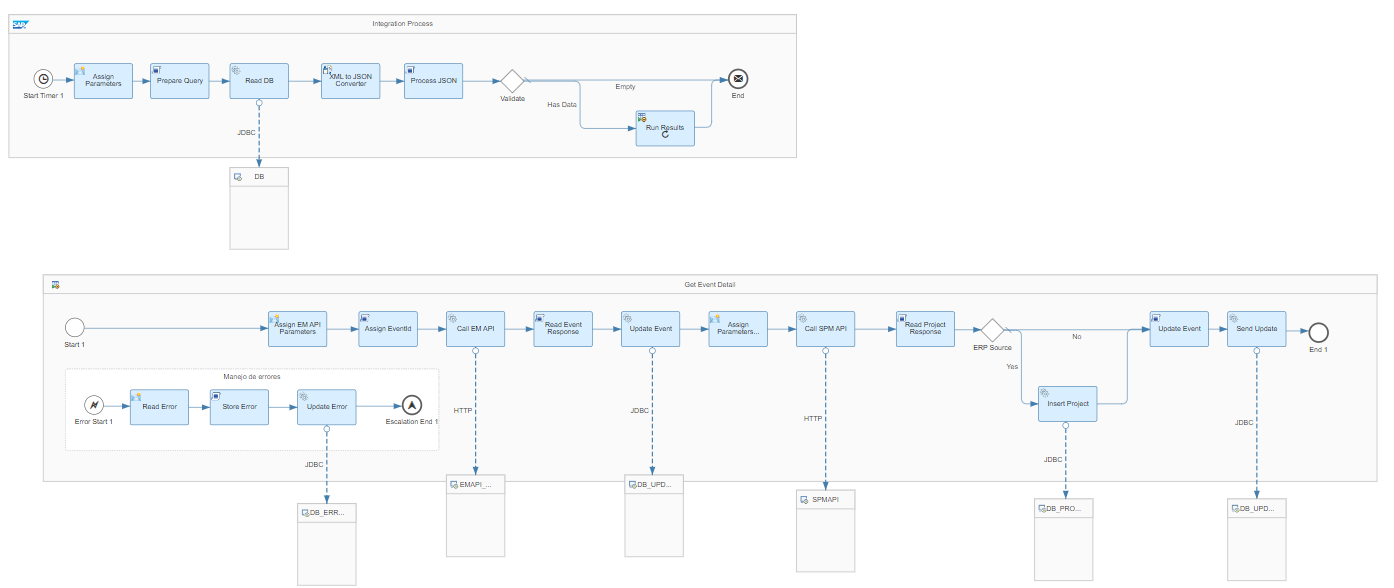 SAP
Integration Process
Start Timer 1
Assign
Parameters
Prepare Query
Read DB
XML to JSON
Converter
Process JSON
Validate
Empty
Has Data
Run Results
End
JDBC
DB
Get Event Detail
Start 1
Assign EM API
Parameters
Assign EventId
Call EM API
Read Event
Response
Update Event
Assign
Parameters...
Call SPM API
Read Project
Response
ERP Source
No
Yes
Update Event
Send Update
End 1
Insert Project
Manejo de errores
Error Start 1
Read Error
Store Error
Update Error
Escalation End 1
HTTP
JDBC
HTTP
JDBC
JDBC
JDBC
EMAPI_...
DB_UPD...
SPMAPI
DB_ERR...
DB_PRO...
DB_UPD...